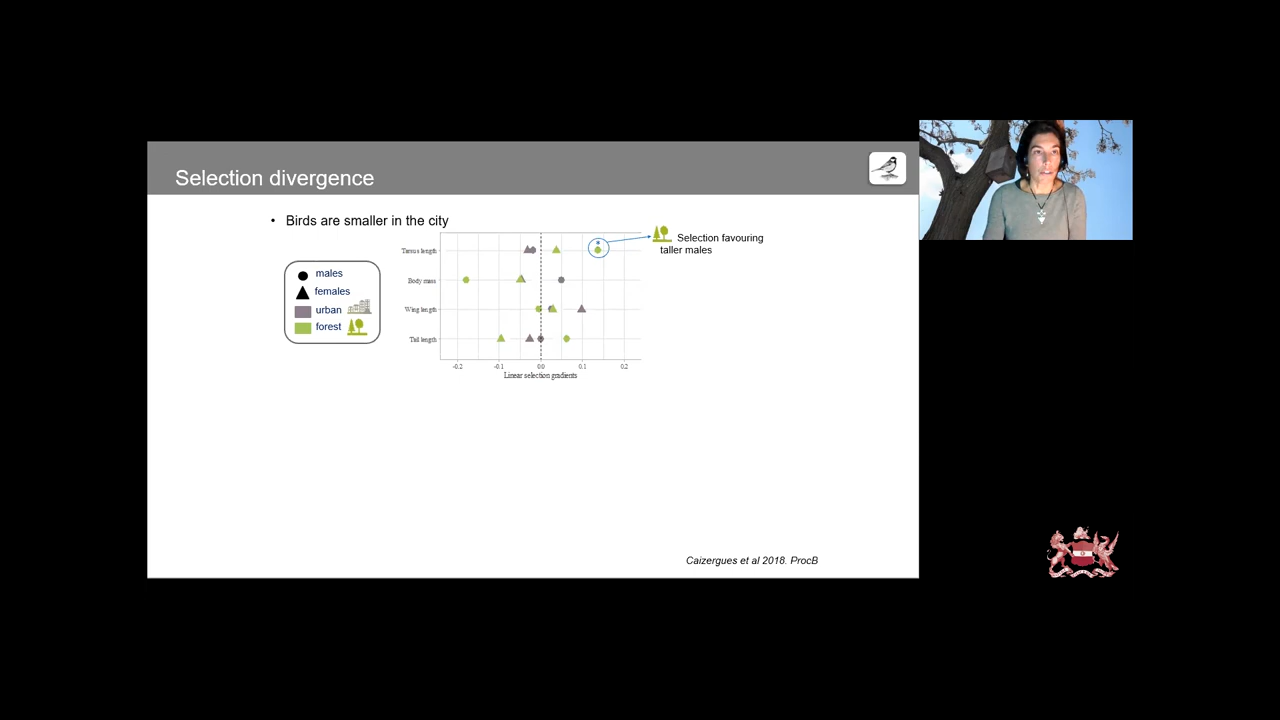 Selection divergence
• Birds are smaller in the city
males
females
urban
forest
Tarsus length
Body mass
Wing length
Tail length
*
-0.2
-0.1
0.0
0.1
0.2
Linear selection gradients
Selection favouring
taller males
Caizergues et al 2018. ProcB